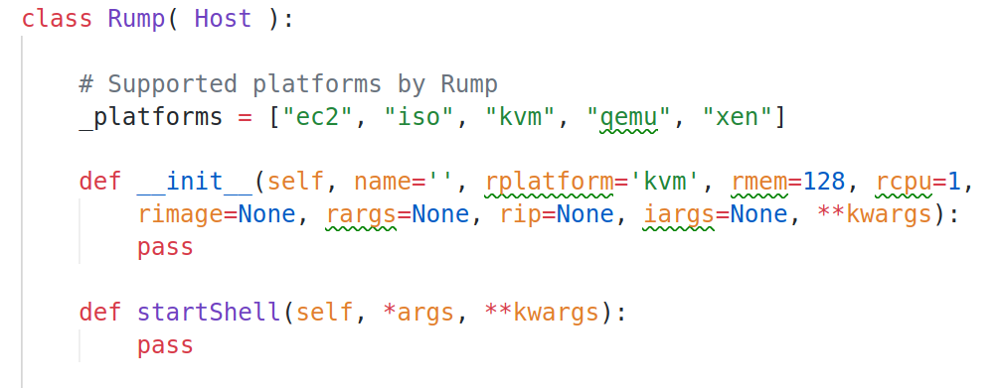 class Rump( Host ):
# Supported platforms by Rump
_platforms = ["ec2", "iso", "kvm", "qemu", "xen"]
def __init__(self, name='', rplatform='kvm', rmem=128, rcpu=1,
rimage=None, rargs=None, rip=None, iargs=None, **kwargs):
pass
def startShell(self, *args, **kwargs):
pass